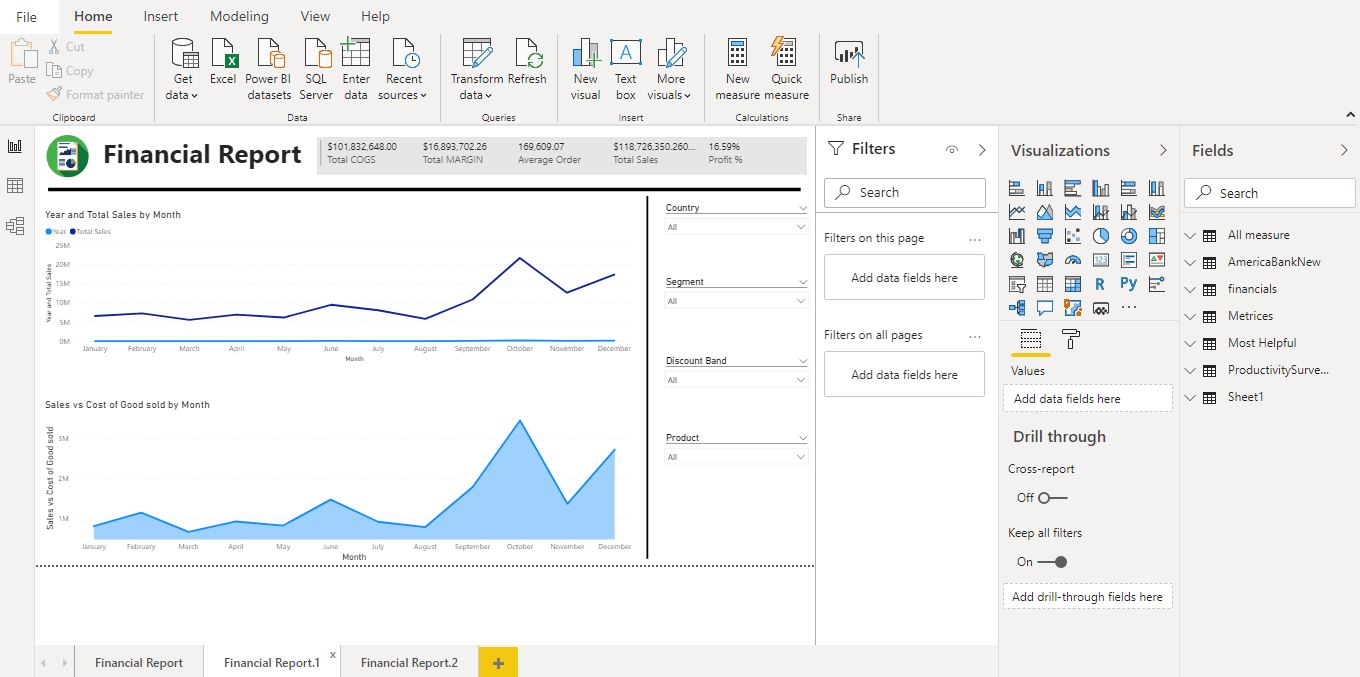 File Home Insert Modeling View Help
Paste
Cut
Copy
Format painter
Clipboard
Get data
Excel
Power BI datasets
SQL Server
Enter data
Recent sources
Data
Transform data
Refresh
Queries
New visual
Text box
More visuals
Insert
New measure
Quick measure
Calculations
Publish
Share
Financial Report
$101,832,648.00
Total COGS
$16,893,702.26
Total MARGIN
169,609.07
Average Order
$118,726,350.260...
Total Sales
16.59%
Profit %
Year and Total Sales by Month
Year Total Sales
Year and Total Sales
25M
20M
15M
10M
5M
0M
January February March April May June July August September October November December
Month
Sales vs Cost of Good sold by Month
Sales vs Cost of Good sold
3M
2M
1M
January February March April May June July August September October November December
Month
Country
All
Segment
All
Discount Band
All
Product
All
Filters
Search
Filters on this page ...
Add data fields here
Filters on all pages ...
Add data fields here
Visualizations
123
R Py
...
Values
Add data fields here
Drill through
Cross-report
Off
Keep all filters
On
Add drill-through fields here
Fields
Search
All measure
AmericaBankNew
financials
Metrices
Most Helpful
ProductivitySurve...
Sheet1
Financial Report Financial Report.1 x Financial Report.2 +